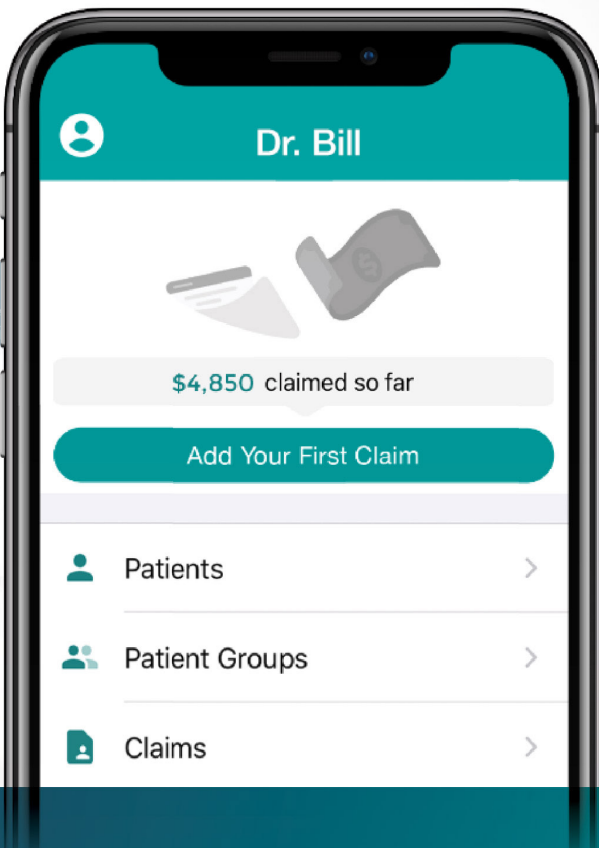 Dr. Bill
$4,850 claimed so far
Add Your First Claim
Patients
Patient Groups
Claims